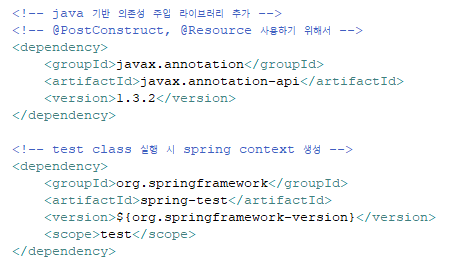 <!-- java 기반 의존성 주입 라이브러리 추가 -->
<!-- @PostConstruct, @Resource 사용하기 위해서 -->
<dependency>
    <groupId>javax.annotation</groupId>
    <artifactId>javax.annotation-api</artifactId>
    <version>1.3.2</version>
</dependency>

<!-- test class 실행 시 spring context 생성 -->
<dependency>
    <groupId>org.springframework</groupId>
    <artifactId>spring-test</artifactId>
    <version>${org.springframework-version}</version>
    <scope>test</scope>
</dependency>